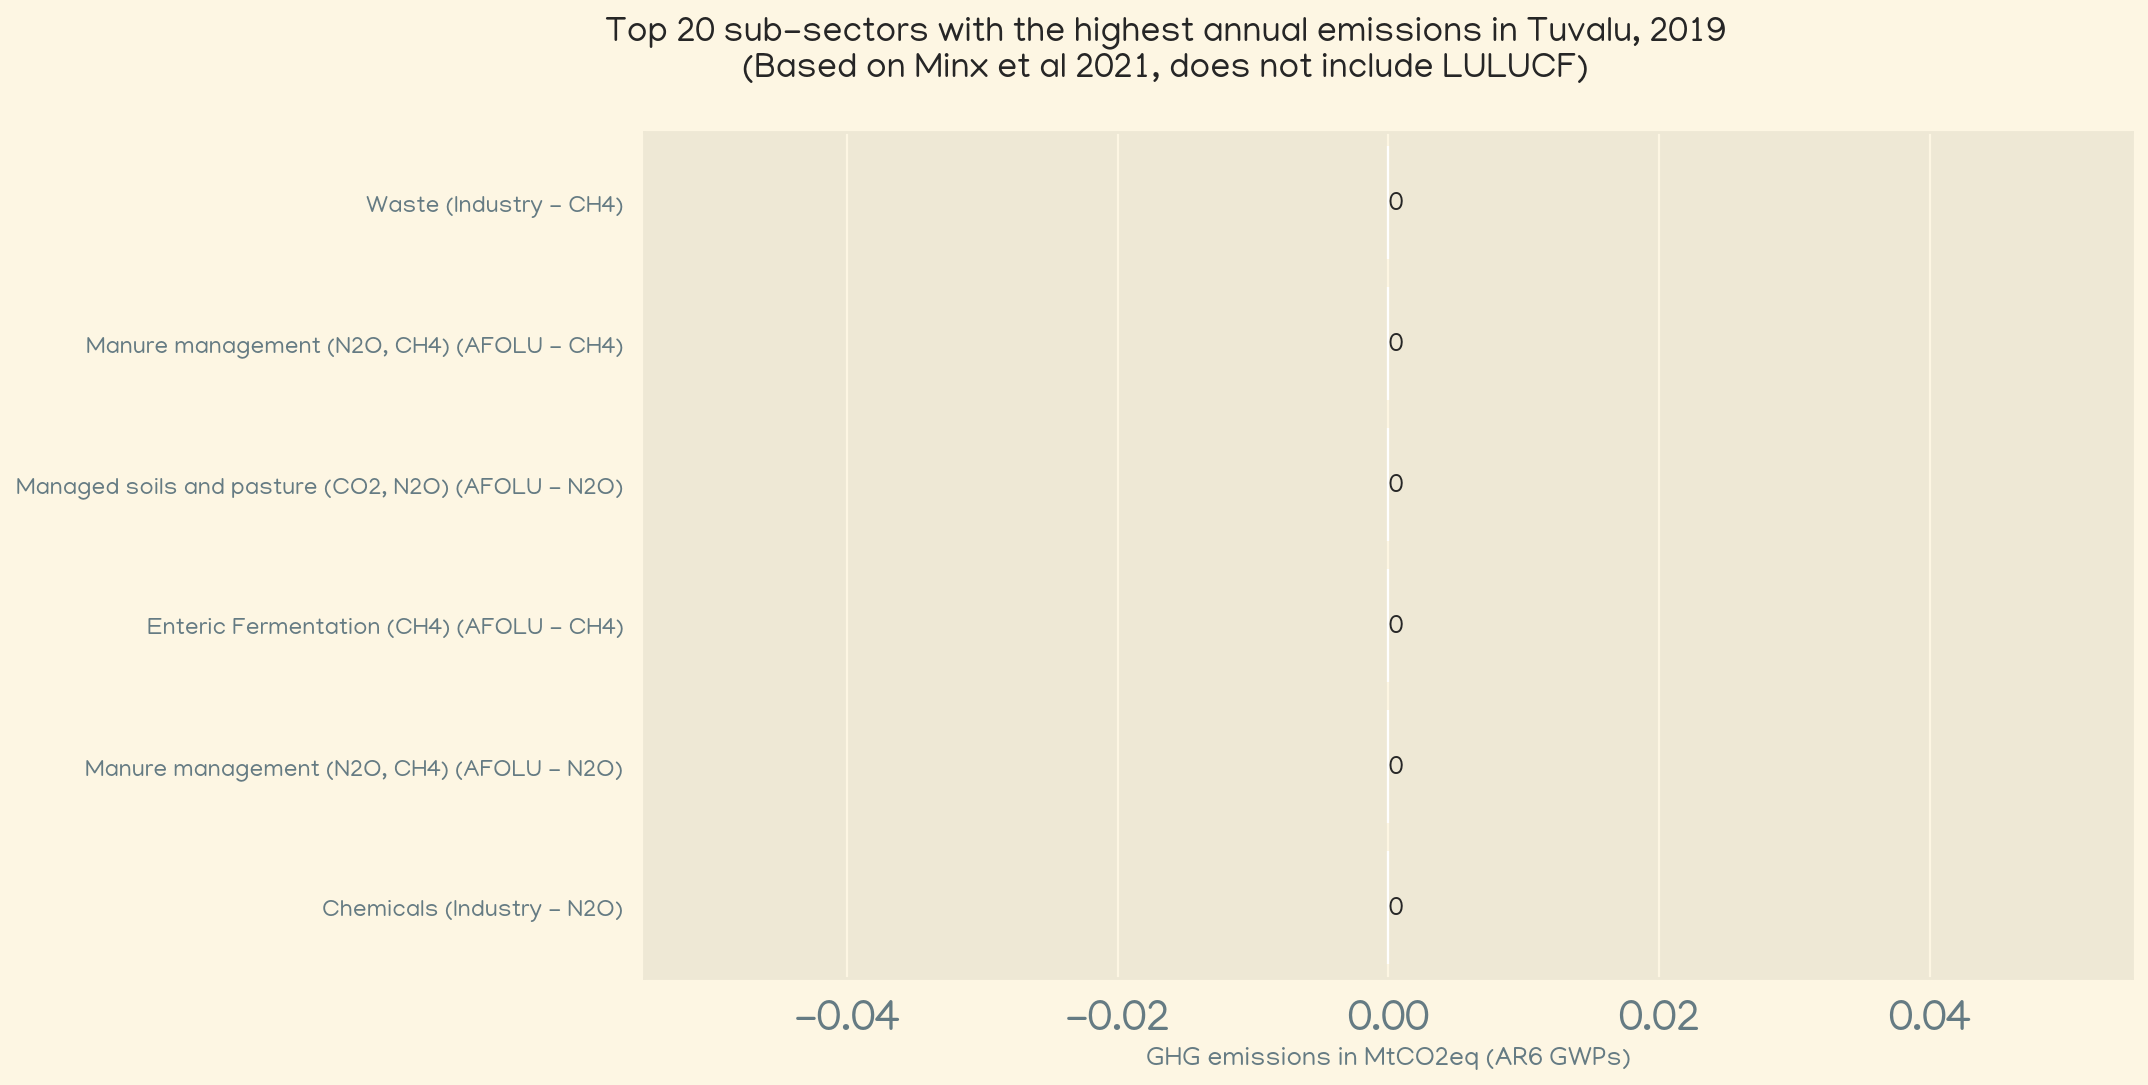 Top 20 sub-sectors with the highest annual emissions in Tuvalu, 2019
(Based on Minx et al 2021, does not include LULUCF)
Waste (Industry - CH4)
0
Manure management (N2O, CH4) (AFOLU - CH4)
0
Managed soils and pasture (CO2, N2O) (AFOLU - N2O)
0
Enteric Fermentation (CH4) (AFOLU - CH4)
0
Manure management (N2O, CH4) (AFOLU - N2O)
0
Chemicals (Industry - N2O)
0
-0.04 -0.02 0.00 0.02 0.04
GHG emissions in MtCO2eq (AR6 GWPs)